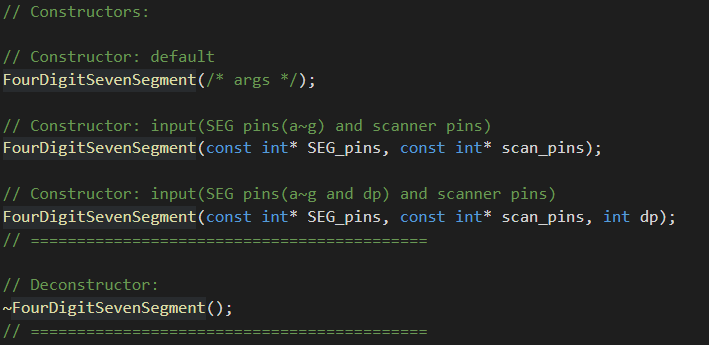 // Constructors:
// Constructor: default
FourDigitSevenSegment(/* args */);
// Constructor: input(SEG pins(a~g) and scanner pins)
FourDigitSevenSegment(const int* SEG_pins, const int* scan_pins);
// Constructor: input(SEG pins(a~g and dp) and scanner pins)
FourDigitSevenSegment(const int* SEG_pins, const int* scan_pins, int dp);
// ===========================================
// Deconstructor:
~FourDigitSevenSegment();
// ===========================================